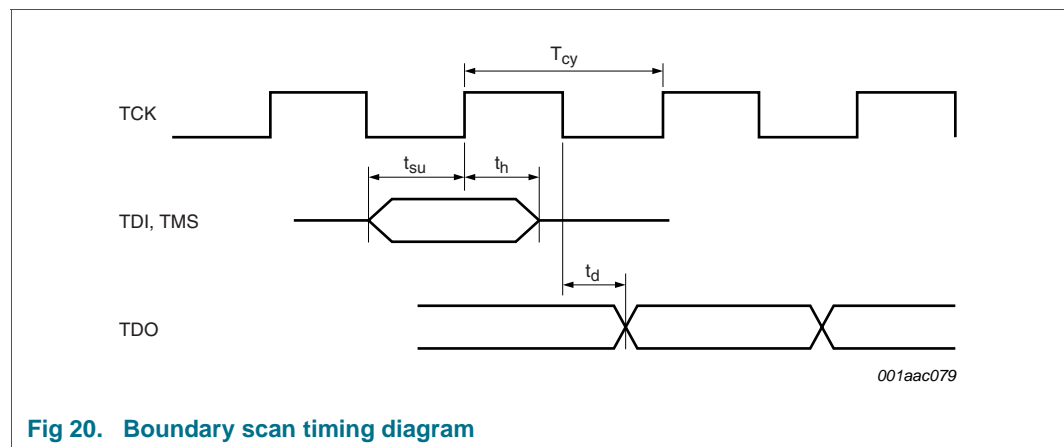 Tcy
TCK
tsu
th
TDI, TMS
td
TDO
001aac079
Fig 20. Boundary scan timing diagram